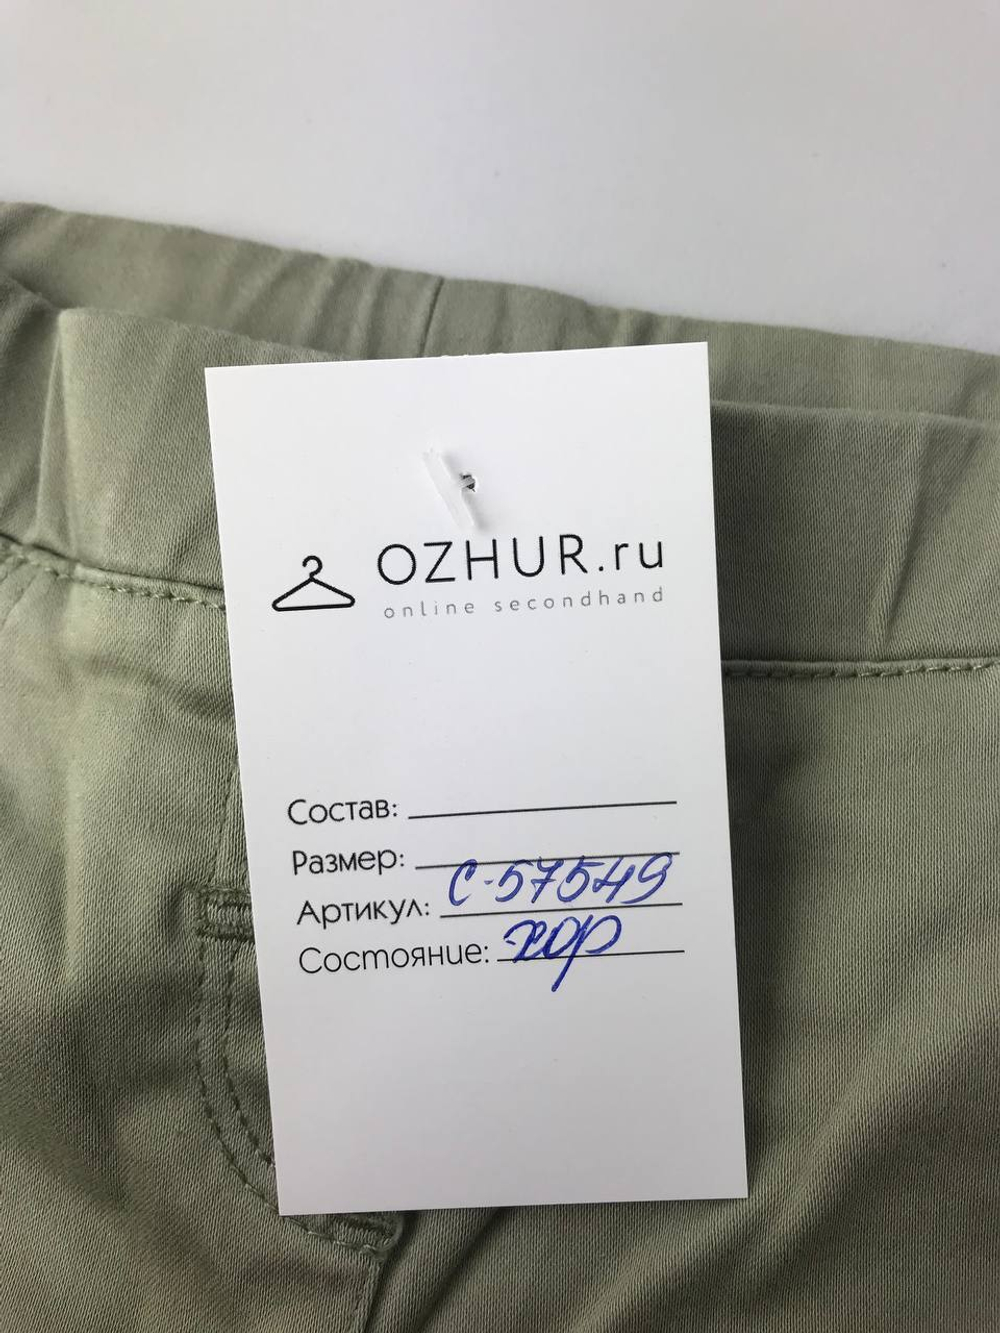 OZHUR.ru
online secondhand
Состав:
Размер:
Артикул: С-57549
Состояние: хор